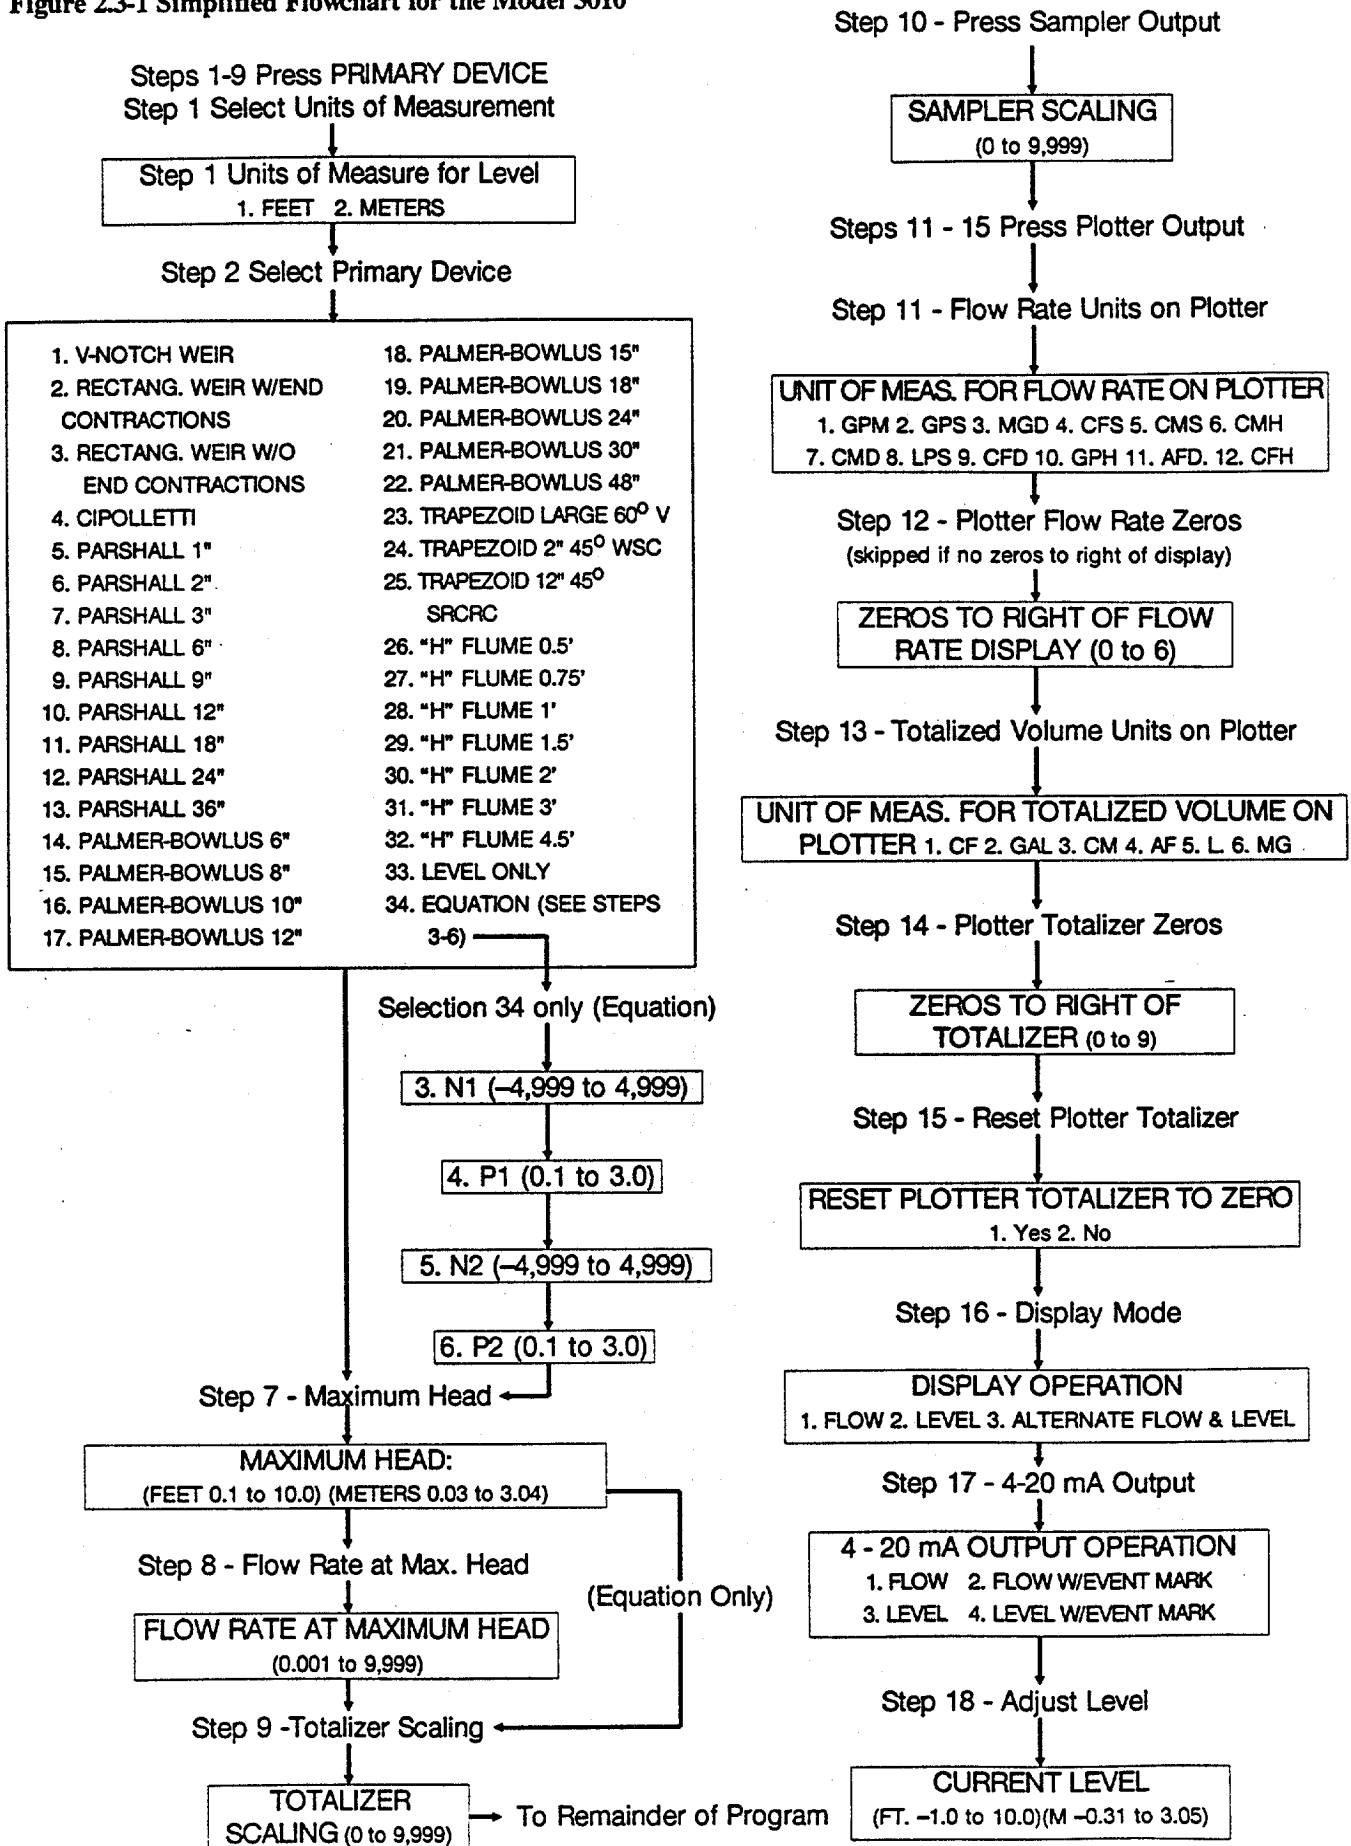 Figure 2.3-1 Simplified Flowchart for the Model 3010
Steps 1-9 Press PRIMARY DEVICE
Step 1 Select Units of Measurement
Step 1 Units of Measure for Level
1. FEET 2. METERS
Step 2 Select Primary Device
1. V-NOTCH WEIR
2. RECTANG. WEIR W/END
CONTRACTIONS
3. RECTANG. WEIR W/O
END CONTRACTIONS
4. CIPOLLETTI
5. PARSHALL 1"
6. PARSHALL 2"
7. PARSHALL 3"
8. PARSHALL 6"
9. PARSHALL 9"
10. PARSHALL 12"
11. PARSHALL 18"
12. PARSHALL 24"
13. PARSHALL 36"
14. PALMER-BOWLUS 6"
15. PALMER-BOWLUS 8"
16. PALMER-BOWLUS 10"
17. PALMER-BOWLUS 12"
18. PALMER-BOWLUS 15"
19. PALMER-BOWLUS 18"
20. PALMER-BOWLUS 24"
21. PALMER-BOWLUS 30"
22. PALMER-BOWLUS 48"
23. TRAPEZOID LARGE 60° V
24. TRAPEZOID 2" 45° WSC
25. TRAPEZOID 12" 45°
SRCRC
26. "H" FLUME 0.5'
27. "H" FLUME 0.75'
28. "H" FLUME 1'
29. "H" FLUME 1.5'
30. "H" FLUME 2'
31. "H" FLUME 3'
32. "H" FLUME 4.5'
33. LEVEL ONLY
34. EQUATION (SEE STEPS
3-6)
Selection 34 only (Equation)
3. N1 (–4,999 to 4,999)
4. P1 (0.1 to 3.0)
5. N2 (–4,999 to 4,999)
6. P2 (0.1 to 3.0)
Step 7 - Maximum Head
MAXIMUM HEAD:
(FEET 0.1 to 10.0) (METERS 0.03 to 3.04)
Step 8 - Flow Rate at Max. Head
(Equation Only)
FLOW RATE AT MAXIMUM HEAD
(0.001 to 9,999)
Step 9 -Totalizer Scaling
TOTALIZER
SCALING (0 to 9,999)
To Remainder of Program
Step 10 - Press Sampler Output
SAMPLER SCALING
(0 to 9,999)
Steps 11 - 15 Press Plotter Output
Step 11 - Flow Rate Units on Plotter
UNIT OF MEAS. FOR FLOW RATE ON PLOTTER
1. GPM 2. GPS 3. MGD 4. CFS 5. CMS 6. CMH
7. CMD 8. LPS 9. CFD 10. GPH 11. AFD. 12. CFH
Step 12 - Plotter Flow Rate Zeros
(skipped if no zeros to right of display)
ZEROS TO RIGHT OF FLOW
RATE DISPLAY (0 to 6)
Step 13 - Totalized Volume Units on Plotter
UNIT OF MEAS. FOR TOTALIZED VOLUME ON
PLOTTER 1. CF 2. GAL 3. CM 4. AF 5. L. 6. MG
Step 14 - Plotter Totalizer Zeros
ZEROS TO RIGHT OF
TOTALIZER (0 to 9)
Step 15 - Reset Plotter Totalizer
RESET PLOTTER TOTALIZER TO ZERO
1. Yes 2. No
Step 16 - Display Mode
DISPLAY OPERATION
1. FLOW 2. LEVEL 3. ALTERNATE FLOW & LEVEL
Step 17 - 4-20 mA Output
4 - 20 mA OUTPUT OPERATION
1. FLOW 2. FLOW W/EVENT MARK
3. LEVEL 4. LEVEL W/EVENT MARK
Step 18 - Adjust Level
CURRENT LEVEL
(FT. –1.0 to 10.0)(M –0.31 to 3.05)